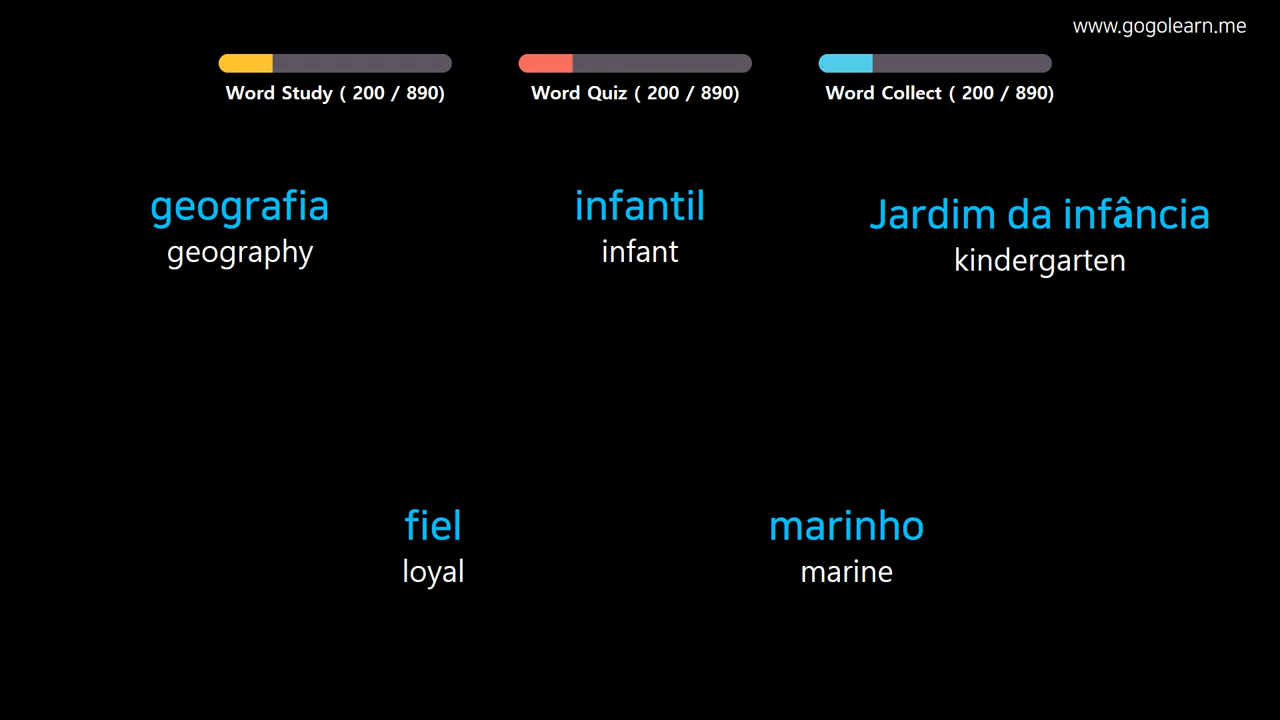 www.gogolearn.me
Word Study ( 200 / 890)
Word Quiz ( 200 / 890)
Word Collect ( 200 / 890)
geografia
geography
infantil
infant
Jardim da infância
kindergarten
fiel
loyal
marinho
marine